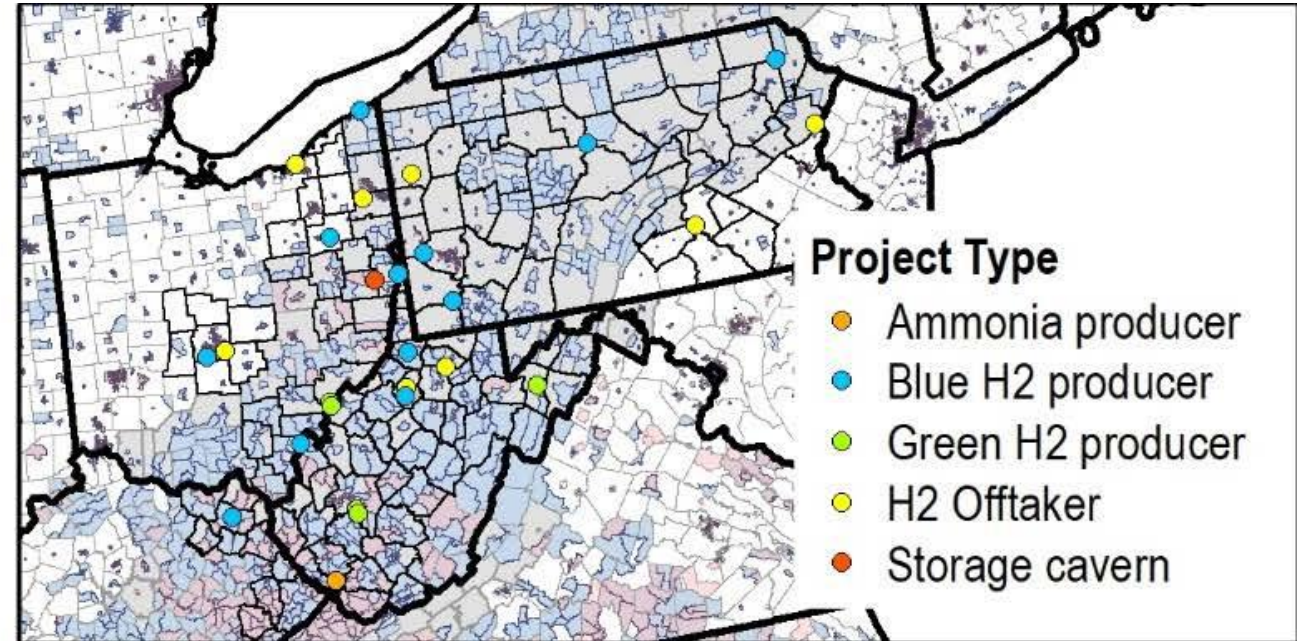 Project Type
Ammonia producer
Blue H2 producer
Green H2 producer
H2 Offtaker
Storage cavern